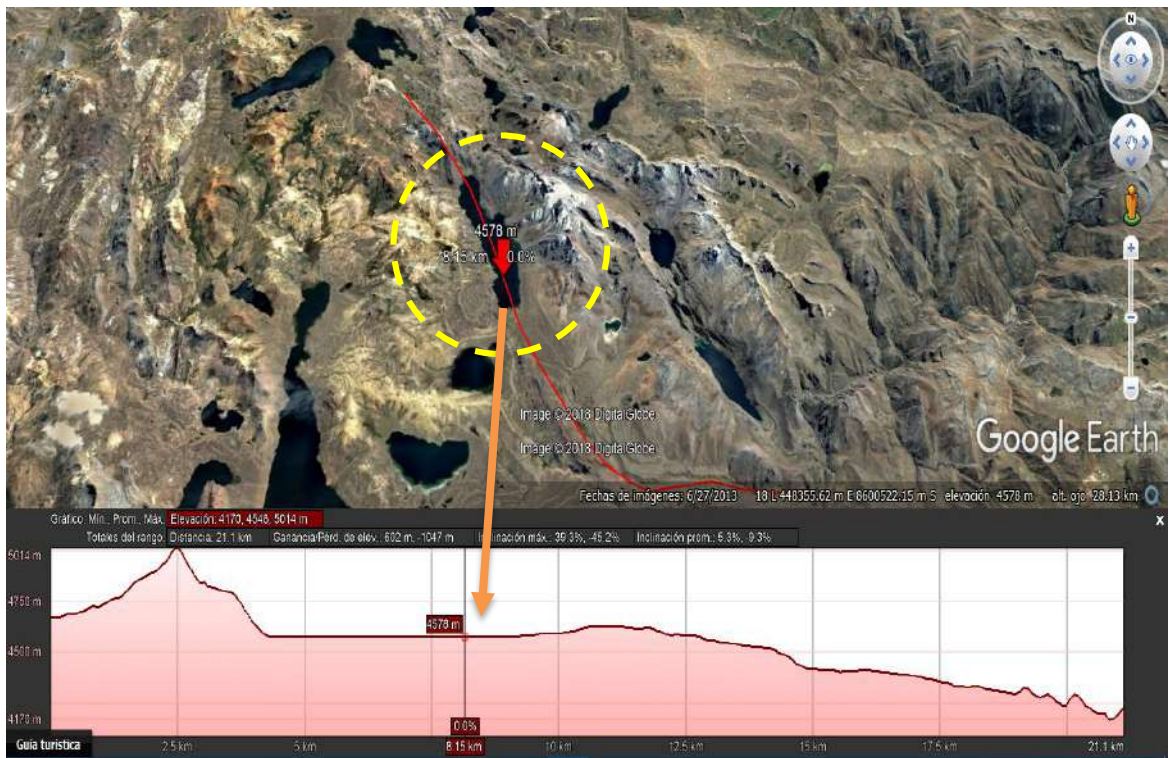 N
4578 m
8.15 km 0.0%
Image © 2018 DigitalGlobe
Image © 2018 DigitalGlobe
Google Earth
Fechas de imágenes: 6/27/2013 18 L 448355.62 m E 8600522.15 m S elevación 4578 m alt. ojo 28.13 km
Gráfico: Mín., Prom., Máx. Elevación: 4170, 4546, 5014 m
x
Totales del rango: Distancia: 21.1 km Ganancia/Pérd. de elev.: 602 m, -1047 m Inclinación máx.: 39.3%, -45.2% Inclinación prom.: 5.3%, -9.3%
5014 m
4750 m
4578 m
4500 m
4170 m
0.0%
Guía turística 2.5 km 5 km 8.15 km 10 km 12.5 km 15 km 17.5 km 21.1 km